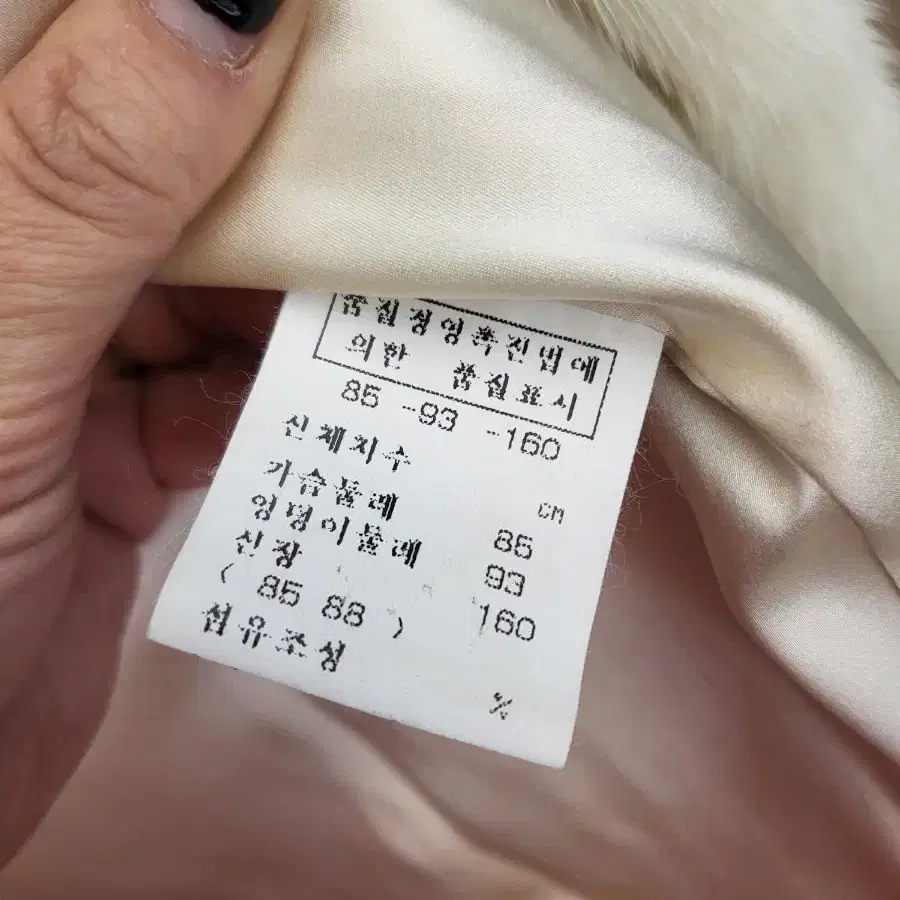 품질경영촉진법에
의한 품질표시
85 -93 -160
신체치수 cm
가슴둘레 85
엉덩이둘레 93
신장 160
( 85 88 )
섬유조성 %